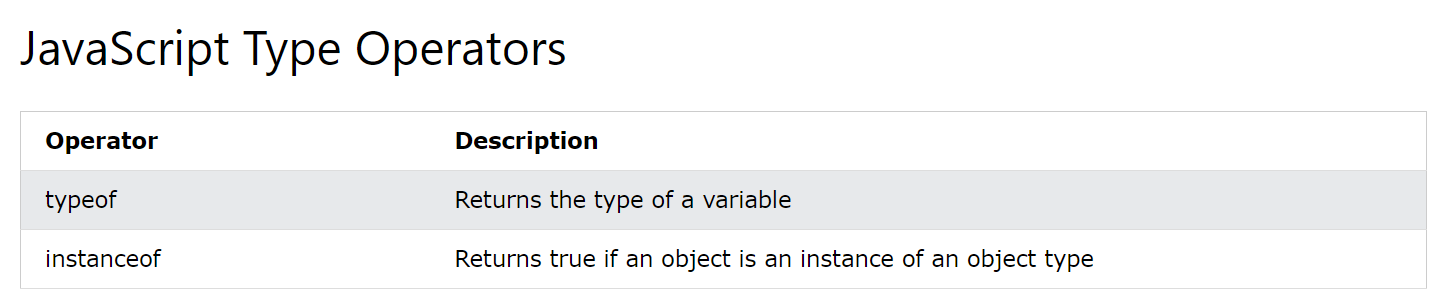 JavaScript Type Operators
Operator Description
typeof Returns the type of a variable
instanceof Returns true if an object is an instance of an object type